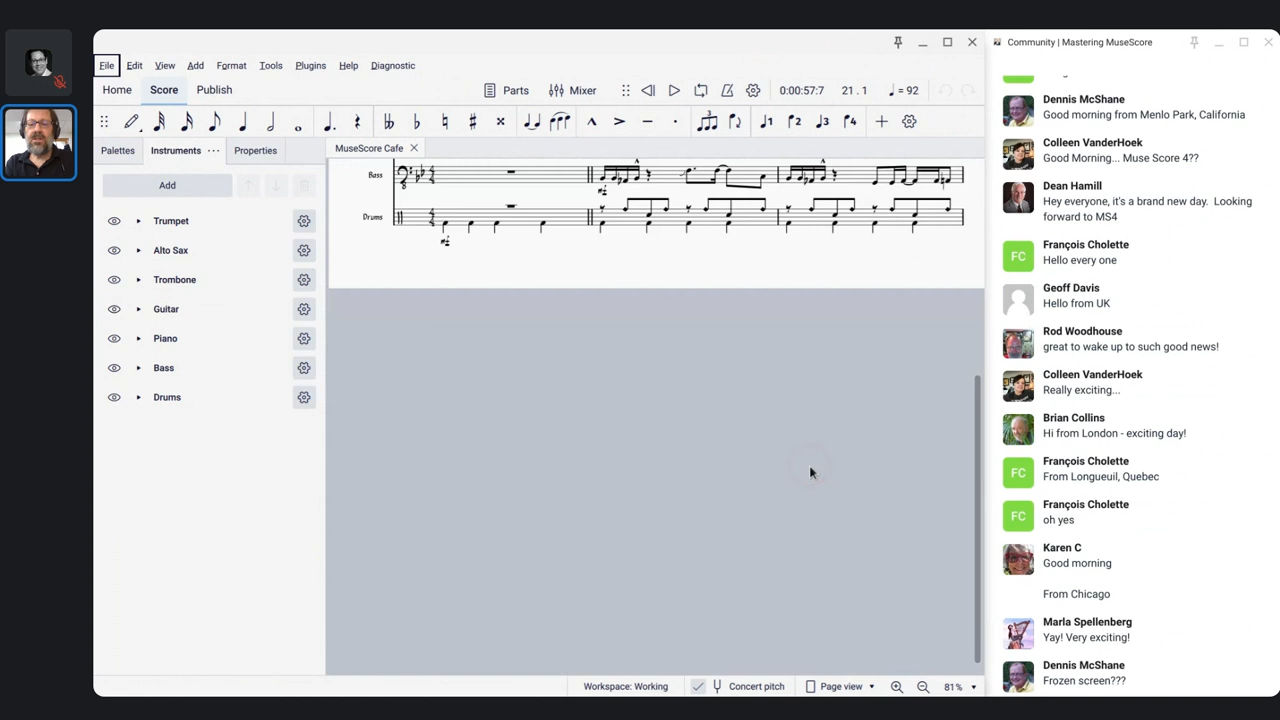 Community | Mastering MuseScore
File Edit View Add Format Tools Plugins Help Diagnostic
Home Score Publish Parts Mixer 0:00:57:7 21 . 1 = 92
Palettes Instruments Properties
MuseScore Cafe
Add
Trumpet
Alto Sax
Trombone
Guitar
Piano
Bass
Drums
Bass
mf
Drums
mf
Workspace: Working Concert pitch Page view 81%
Dennis McShane
Good morning from Menlo Park, California
Colleen VanderHoek
Good Morning... Muse Score 4??
Dean Hamill
Hey everyone, it's a brand new day. Looking
forward to MS4
FC
François Cholette
Hello every one
Geoff Davis
Hello from UK
Rod Woodhouse
great to wake up to such good news!
Colleen VanderHoek
Really exciting...
Brian Collins
Hi from London - exciting day!
FC
François Cholette
From Longueuil, Quebec
FC
François Cholette
oh yes
Karen C
Good morning
From Chicago
Marla Spellenberg
Yay! Very exciting!
Dennis McShane
Frozen screen???